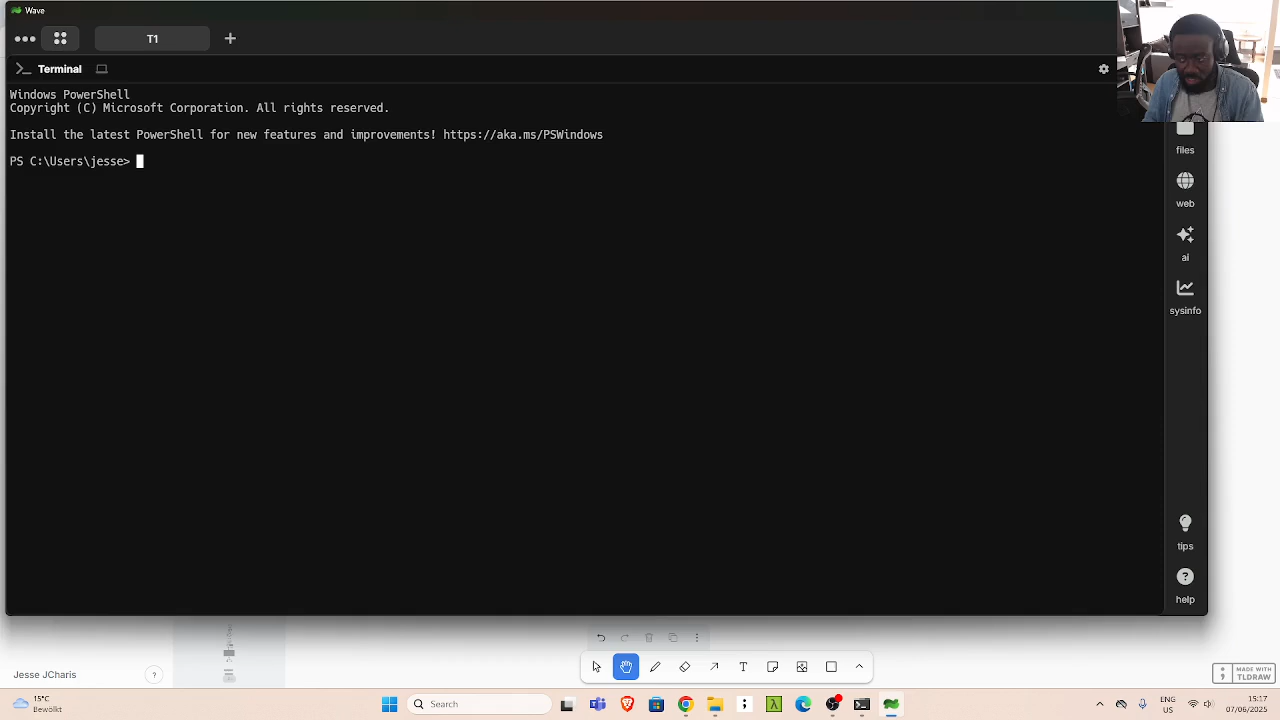 Wave
T1
Terminal
Windows PowerShell
Copyright (C) Microsoft Corporation. All rights reserved.
Install the latest PowerShell for new features and improvements! https://aka.ms/PSWindows
PS C:\Users\jesse>
files
web
ai
sysinfo
tips
help
Jesse JCharis
?
MADE WITH
TLDRAW
15°C
Bewolkt
Search
ENG
US
15:17
07/06/2025